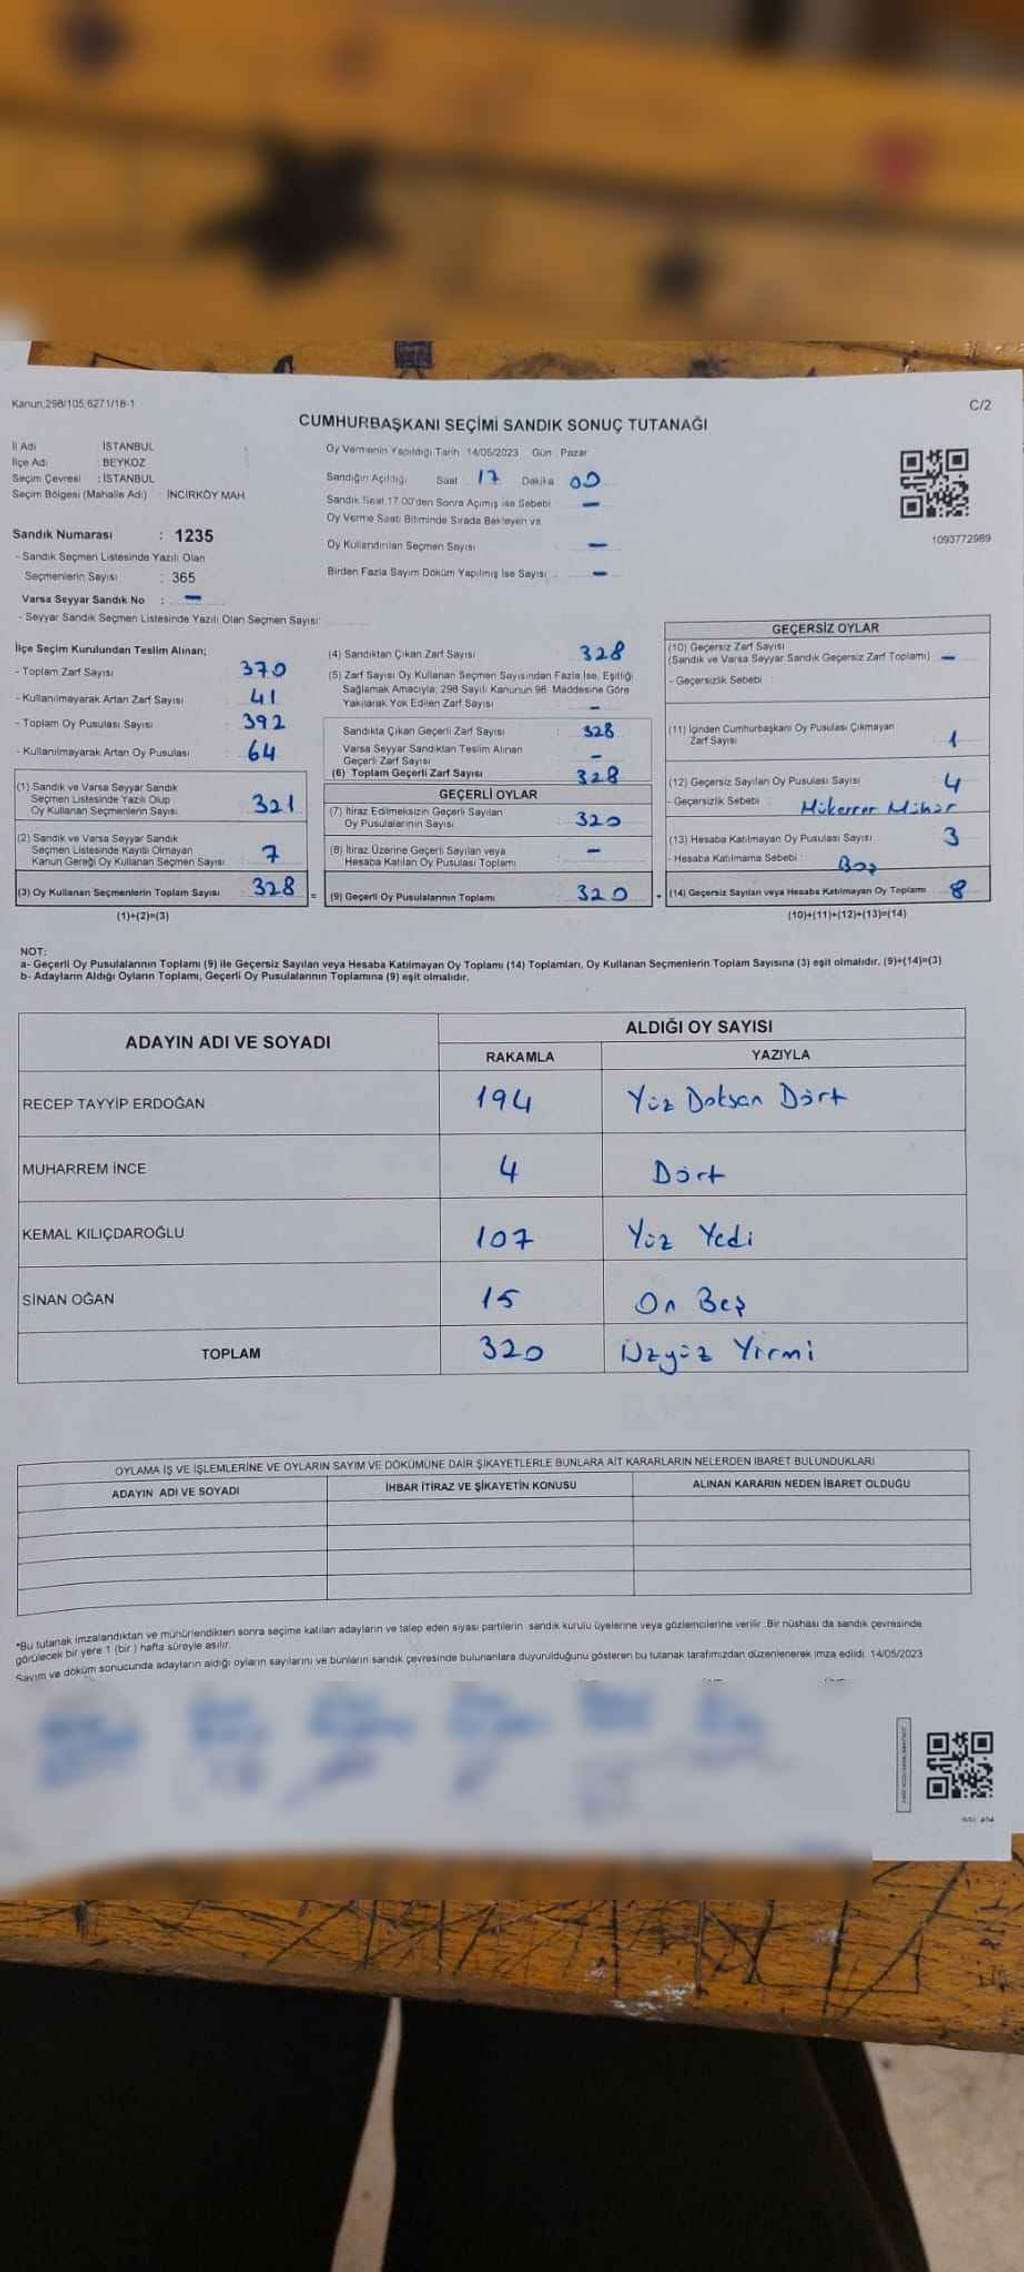 Kanun;298/105,6271/18-1
C/2
CUMHURBAŞKANI SEÇİMİ SANDIK SONUÇ TUTANAĞI
İl Adı İSTANBUL
İlçe Adı BEYKOZ
Seçim Çevresi : İSTANBUL
Seçim Bölgesi (Mahalle Adı) : İNCİRKÖY MAH.
Oy Vermenin Yapıldığı Tarih 14/05/2023 Gün Pazar
Sandığın Açıldığı Saat 17 Dakika 00
Sandık Saat 17.00'den Sonra Açımış ise Sebebi -
Oy Verme Saati Bitiminde Sırada Bekleyen ve
Oy Kullandırılan Seçmen Sayısı -
Birden Fazla Sayım Döküm Yapılmış İse Sayısı : -
1093772989
Sandık Numarası : 1235
- Sandık Seçmen Listesinde Yazılı Olan
Seçmenlerin Sayısı : 365
Varsa Seyyar Sandık No : -
- Seyyar Sandık Seçmen Listesinde Yazılı Olan Seçmen Sayısı:
İlçe Seçim Kurulundan Teslim Alınan;
- Toplam Zarf Sayısı 370
- Kullanılmayarak Artan Zarf Sayısı 41
- Toplam Oy Pusulası Sayısı 392
- Kullanılmayarak Artan Oy Pusulası 64
(1) Sandık ve Varsa Seyyar Sandık
Seçmen Listesinde Yazılı Olup
Oy Kullanan Seçmenlerin Sayısı 321
(2) Sandık ve Varsa Seyyar Sandık
Seçmen Listesinde Kayıtlı Olmayan
Kanun Gereği Oy Kullanan Seçmen Sayısı 7
(3) Oy Kullanan Seçmenlerin Toplam Sayısı 328 =
(1)+(2)=(3)
(4) Sandıktan Çıkan Zarf Sayısı : 328
(5) Zarf Sayısı Oy Kullanan Seçmen Sayısından Fazla İse, Eşitliği
Sağlamak Amacıyla; 298 Sayılı Kanunun 98. Maddesine Göre
Yakılarak Yok Edilen Zarf Sayısı -
Sandıkta Çıkan Geçerli Zarf Sayısı : 328
Varsa Seyyar Sandıktan Teslim Alınan
Geçerli Zarf Sayısı -
(6) Toplam Geçerli Zarf Sayısı 328
GEÇERLİ OYLAR
(7) İtiraz Edilmeksizin Geçerli Sayılan
Oy Pusulalarının Sayısı : 320
(8) İtiraz Üzerine Geçerli Sayılan veya
Hesaba Katılan Oy Pusulası Toplamı : -
(9) Geçerli Oy Pusulalarının Toplamı : 320 +
GEÇERSİZ OYLAR
(10) Geçersiz Zarf Sayısı
(Sandık ve Varsa Seyyar Sandık Geçersiz Zarf Toplamı) -
- Geçersizlik Sebebi :
(11) İçinden Cumhurbaşkanı Oy Pusulası Çıkmayan
Zarf Sayısı 1
(12) Geçersiz Sayılan Oy Pusulası Sayısı 4
- Geçersizlik Sebebi : Mükerrer Mühür
(13) Hesaba Katılmayan Oy Pusulası Sayısı 3
- Hesaba Katılmama Sebebi : Boş
(14) Geçersiz Sayılan veya Hesaba Katılmayan Oy Toplamı 8
(10)+(11)+(12)+(13)=(14)
NOT:
a- Geçerli Oy Pusulalarının Toplamı (9) ile Geçersiz Sayılan veya Hesaba Katılmayan Oy Toplamı (14) Toplamları, Oy Kullanan Seçmenlerin Toplam Sayısına (3) eşit olmalıdır. (9)+(14)=(3)
b- Adayların Aldığı Oyların Toplamı, Geçerli Oy Pusulalarının Toplamına (9) eşit olmalıdır.
ADAYIN ADI VE SOYADI ALDIĞI OY SAYISI
RAKAMLA YAZIYLA
RECEP TAYYİP ERDOĞAN 194 Yüz Doksan Dört
MUHARREM İNCE 4 Dört
KEMAL KILIÇDAROĞLU 107 Yüz Yedi
SİNAN OĞAN 15 On Beş
TOPLAM 320 Üzyüz Yirmi
OYLAMA İŞ VE İŞLEMLERİNE VE OYLARIN SAYIM VE DÖKÜMÜNE DAİR ŞİKAYETLERLE BUNLARA AİT KARARLARIN NELERDEN İBARET BULUNDUKLARI
ADAYIN ADI VE SOYADI İHBAR İTİRAZ VE ŞİKAYETİN KONUSU ALINAN KARARIN NEDEN İBARET OLDUĞU
*Bu tutanak imzalandıktan ve mühürlendikten sonra seçime katılan adayların ve talep eden siyasi partilerin sandık kurulu üyelerine veya gözlemcilerine verilir. Bir nüshası da sandık çevresinde
görülecek bir yere 1 (bir ) hafta süreyle asılır.
Sayım ve döküm sonucunda adayların aldığı oyların sayılarını ve bunların sandık çevresinde bulunanlara duyurulduğunu gösteren bu tutanak tarafımızdan düzenlenerek imza edildi. 14/05/2023